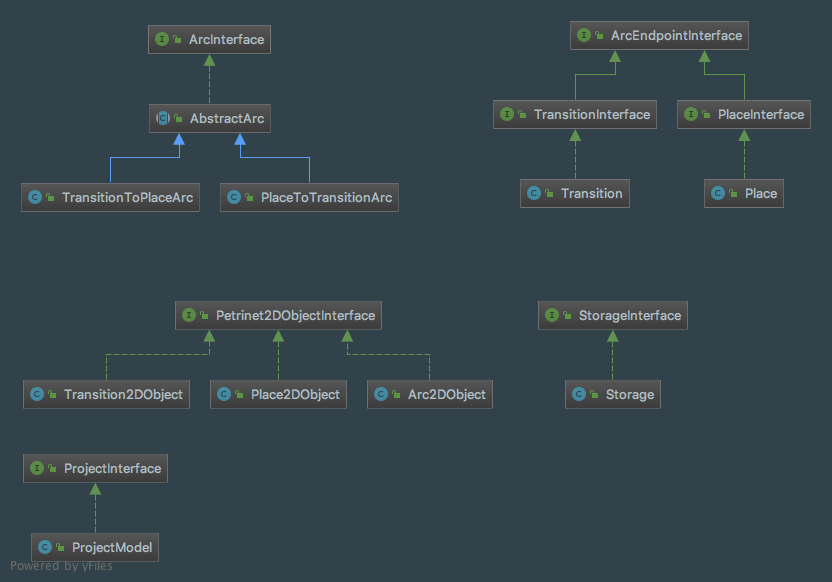 ArcInterface
ArcEndpointInterface
AbstractArc
TransitionInterface
PlaceInterface
TransitionToPlaceArc
PlaceToTransitionArc
Transition
Place
Petrinet2DObjectInterface
StorageInterface
Transition2DObject
Place2DObject
Arc2DObject
Storage
ProjectInterface
ProjectModel
Powered by yFiles